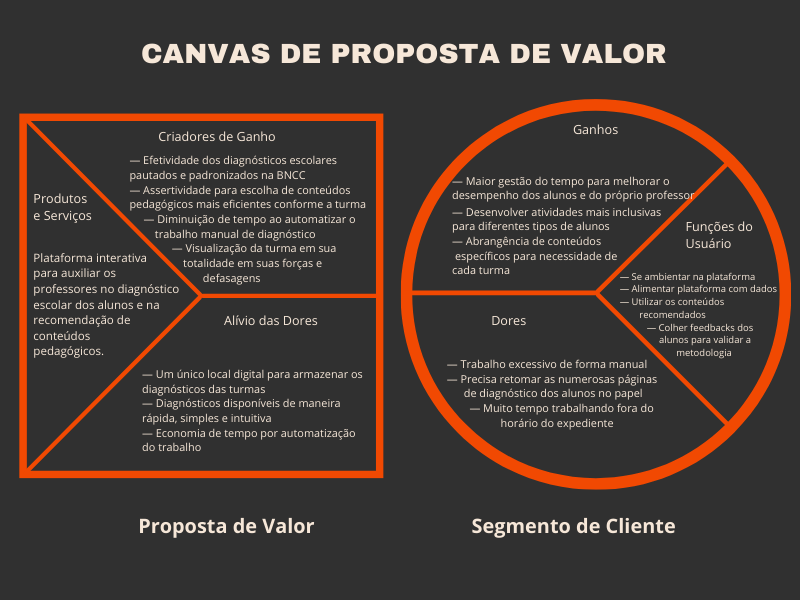 CANVAS DE PROPOSTA DE VALOR
Criadores de Ganho
— Efetividade dos diagnósticos escolares
pautados e padronizados na BNCC
— Assertividade para escolha de conteúdos
pedagógicos mais eficientes conforme a turma
— Diminuição de tempo ao automatizar o
trabalho manual de diagnóstico
— Visualização da turma em sua
totalidade em suas forças e
defasagens
Produtos
e Serviços
Plataforma interativa
para auxiliar os
professores no diagnóstico
escolar dos alunos e na
recomendação de
conteúdos
pedagógicos.
Alívio das Dores
— Um único local digital para armazenar os
diagnósticos das turmas
— Diagnósticos disponíveis de maneira
rápida, simples e intuitiva
— Economia de tempo por automatização
do trabalho
Proposta de Valor
Ganhos
— Maior gestão do tempo para melhorar o
desempenho dos alunos e do próprio professor
— Desenvolver atividades mais inclusivas
para diferentes tipos de alunos
— Abrangência de conteúdos
específicos para necessidade de
cada turma
Funções do
Usuário
— Se ambientar na plataforma
— Alimentar plataforma com dados
— Utilizar os conteúdos
recomendados
— Colher feedbacks dos
alunos para validar a
metodologia
Dores
— Trabalho excessivo de forma manual
— Precisa retomar as numerosas páginas
de diagnóstico dos alunos no papel
— Muito tempo trabalhando fora do
horário do expediente
Segmento de Cliente